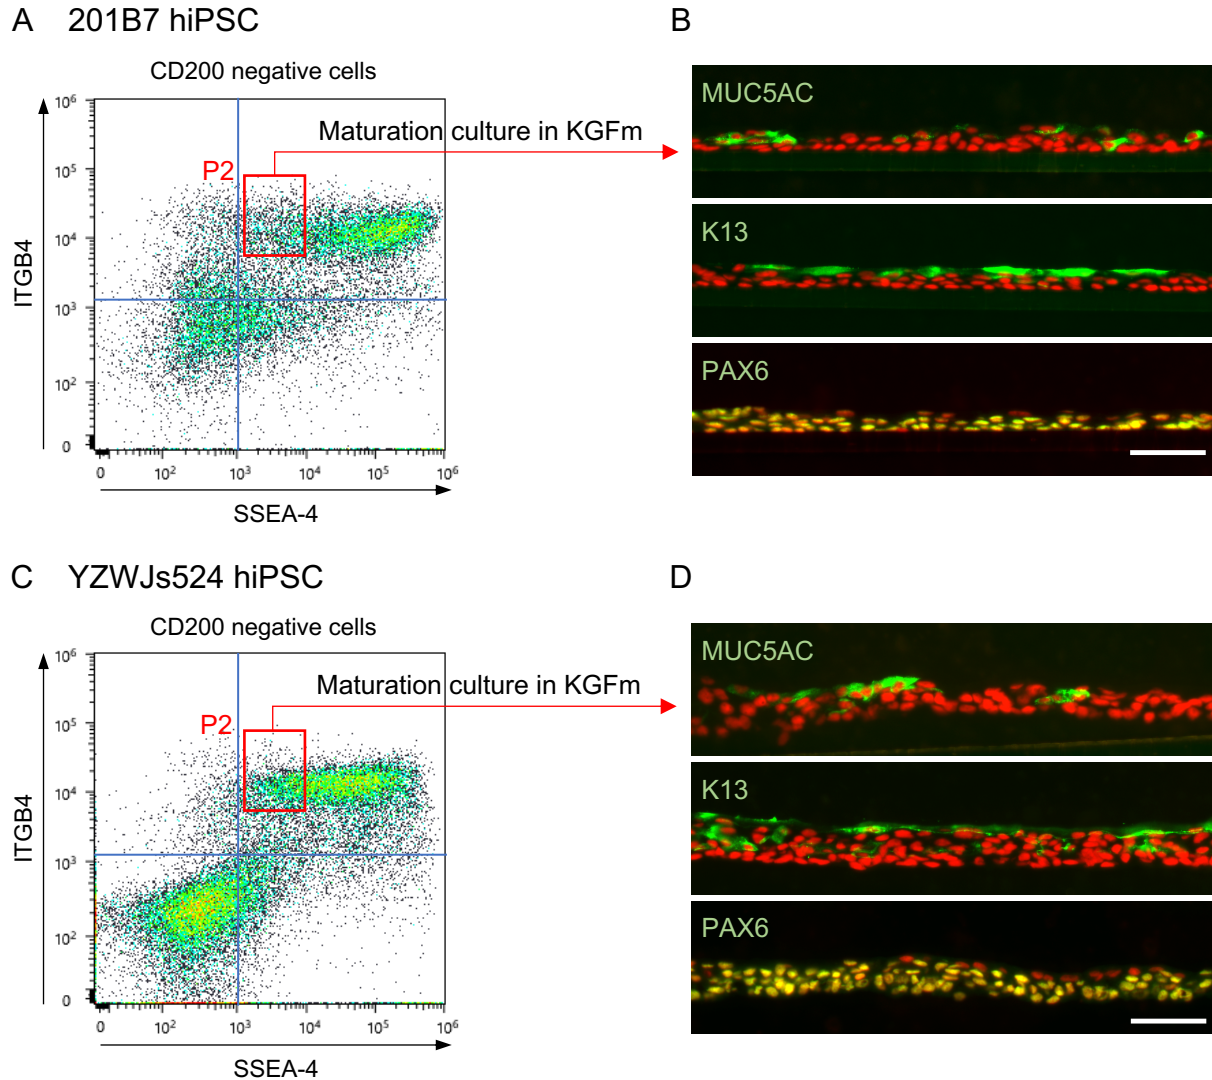 A 201B7 hiPSC
CD200 negative cells
10⁶
10⁵
10⁴
10³
10²
0
ITGB4
P2
0 10² 10³ 10⁴ 10⁵ 10⁶
SSEA-4
Maturation culture in KGFm
B
MUC5AC
K13
PAX6
C YZWJs524 hiPSC
CD200 negative cells
10⁶
10⁵
10⁴
10³
10²
0
ITGB4
P2
0 10² 10³ 10⁴ 10⁵ 10⁶
SSEA-4
Maturation culture in KGFm
D
MUC5AC
K13
PAX6